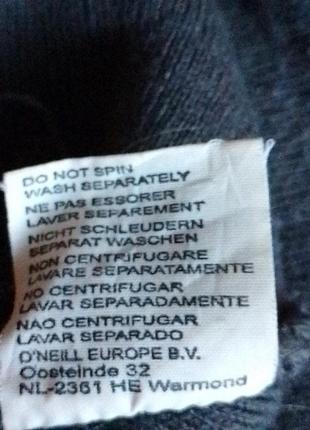 DO NOT SPIN
WASH SEPARATELY
NE PAS ESSORER
LAVER SEPAREMENT
NICHT SCHLEUDERN
SEPARAT WASCHEN
NON CENTRIFUGARE
LAVARE SEPARATAMENTE
NO CENTRIFUGAR
LAVAR SEPARADAMENTE
NAO CENTRIFUGAR
LAVAR SEPARADO
O'NEILL EUROPE B.V.
Oosteinde 32
NL-2361 HE Warmond